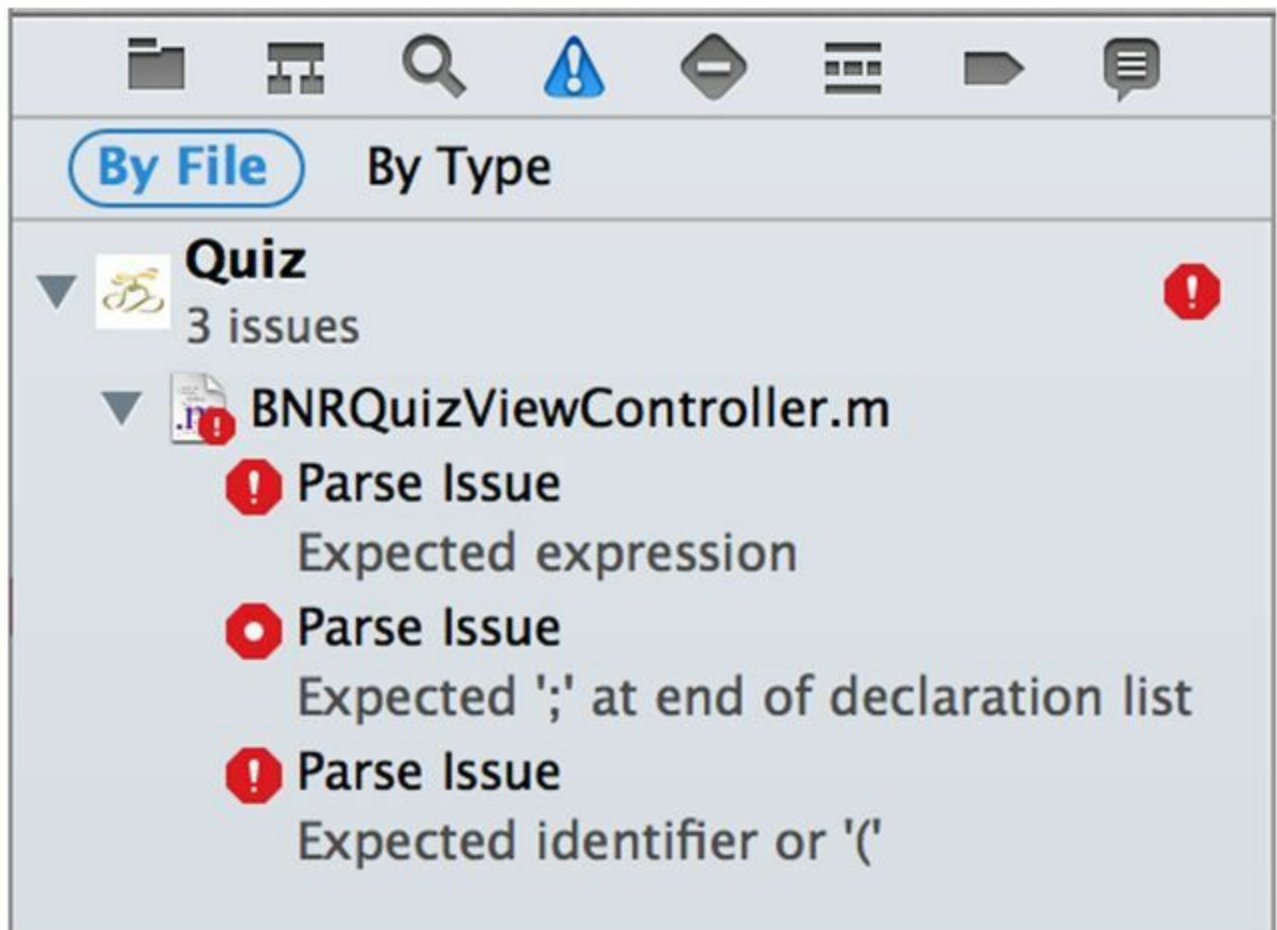 By File By Type
Quiz
3 issues
.m BNRQuizViewController.m
Parse Issue
Expected expression
Parse Issue
Expected ';' at end of declaration list
Parse Issue
Expected identifier or '('